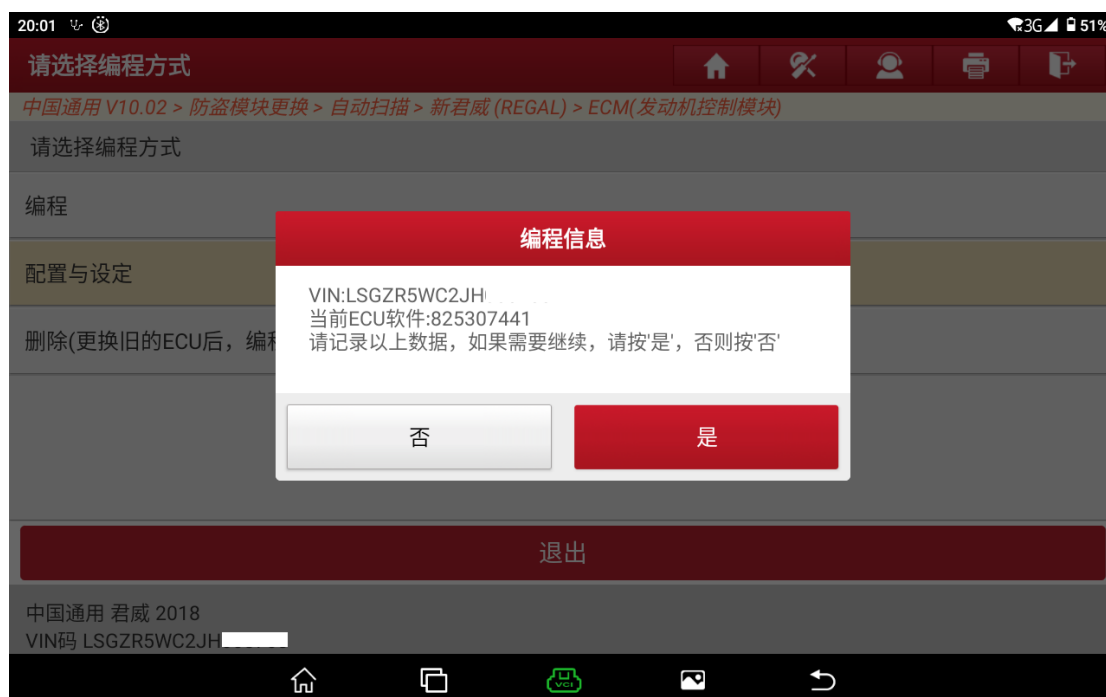 20:01
3G 51%
请选择编程方式
中国通用 V10.02 > 防盗模块更换 > 自动扫描 > 新君威 (REGAL) > ECM(发动机控制模块)
请选择编程方式
编程
配置与设定
删除(更换旧的ECU后，编程
编程信息
VIN:LSGZR5WC2JH
当前ECU软件:825307441
请记录以上数据，如果需要继续，请按'是'，否则按'否'
否
是
退出
中国通用 君威 2018
VIN码 LSGZR5WC2JH
VCI